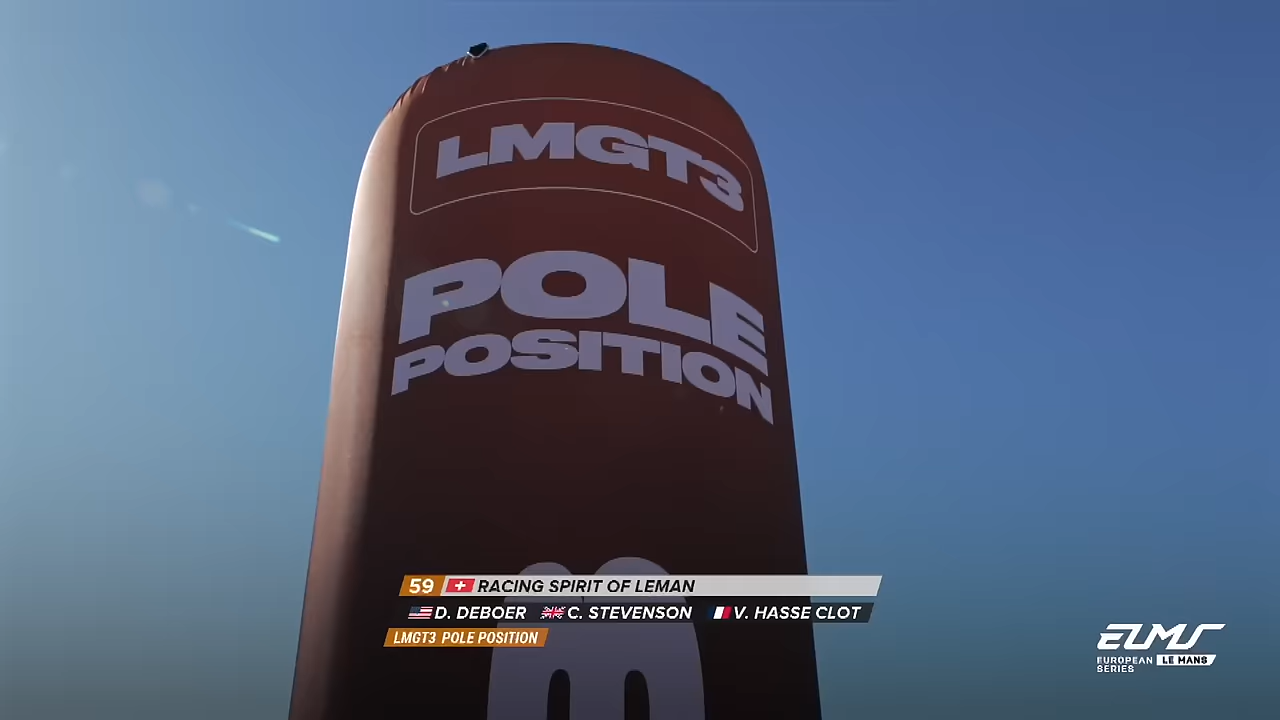 LMGT3
POLE
POSITION
59 RACING SPIRIT OF LEMAN
D. DEBOER C. STEVENSON V. HASSE CLOT
LMGT3 POLE POSITION
ELMS
EUROPEAN LE MANS
SERIES